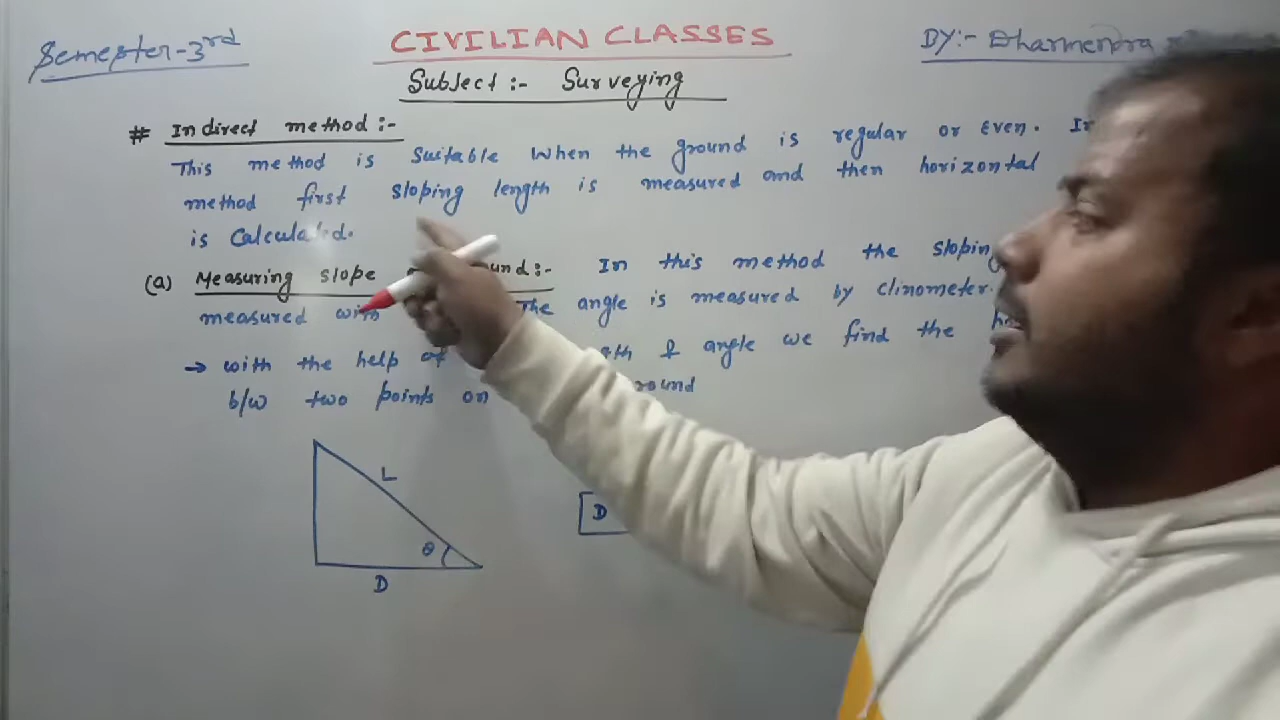 Semester-3rd
CIVILIAN CLASSES
BY:- Dharmendra
Subject:- Surveying
# Indirect method:-
This method is suitable when the ground is regular or even. In
method first sloping length is measured and then horizontal
is calculated.
(a) Measuring slope :- In this method the sloping
measured with The angle is measured by clinometer.
→ with the help of & angle we find the
b/w two points on
L
θ
D
D